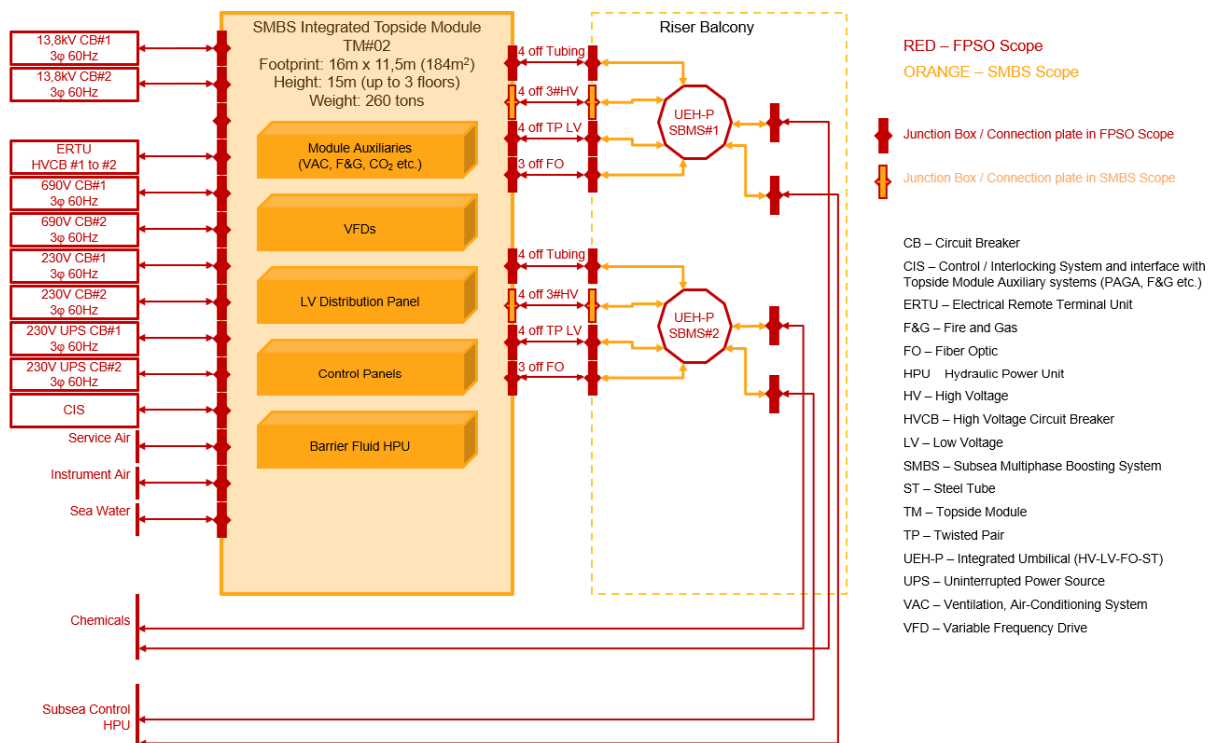 SMBS Integrated Topside Module
TM#02
Footprint: 16m x 11,5m (184m²)
Height: 15m (up to 3 floors)
Weight: 260 tons
Riser Balcony
13,8kV CB#1
3φ 60Hz
13,8kV CB#2
3φ 60Hz
ERTU
HVCB #1 to #2
690V CB#1
3φ 60Hz
690V CB#2
3φ 60Hz
230V CB#1
3φ 60Hz
230V CB#2
3φ 60Hz
230V UPS CB#1
3φ 60Hz
230V UPS CB#2
3φ 60Hz
CIS
Service Air
Instrument Air
Sea Water
Chemicals
Subsea Control
HPU
Module Auxiliaries
(VAC, F&G, CO₂ etc.)
VFDs
LV Distribution Panel
Control Panels
Barrier Fluid HPU
4 off Tubing
4 off 3#HV
4 off TP LV
3 off FO
4 off Tubing
4 off 3#HV
4 off TP LV
3 off FO
UEH-P
SBMS#1
UEH-P
SBMS#2
RED – FPSO Scope
ORANGE – SMBS Scope
Junction Box / Connection plate in FPSO Scope
Junction Box / Connection plate in SMBS Scope
CB – Circuit Breaker
CIS – Control / Interlocking System and interface with
Topside Module Auxiliary systems (PAGA, F&G etc.)
ERTU – Electrical Remote Terminal Unit
F&G – Fire and Gas
FO – Fiber Optic
HPU Hydraulic Power Unit
HV – High Voltage
HVCB – High Voltage Circuit Breaker
LV – Low Voltage
SMBS – Subsea Multiphase Boosting System
ST – Steel Tube
TM – Topside Module
TP – Twisted Pair
UEH-P – Integrated Umbilical (HV-LV-FO-ST)
UPS – Uninterrupted Power Source
VAC – Ventilation, Air-Conditioning System
VFD – Variable Frequency Drive